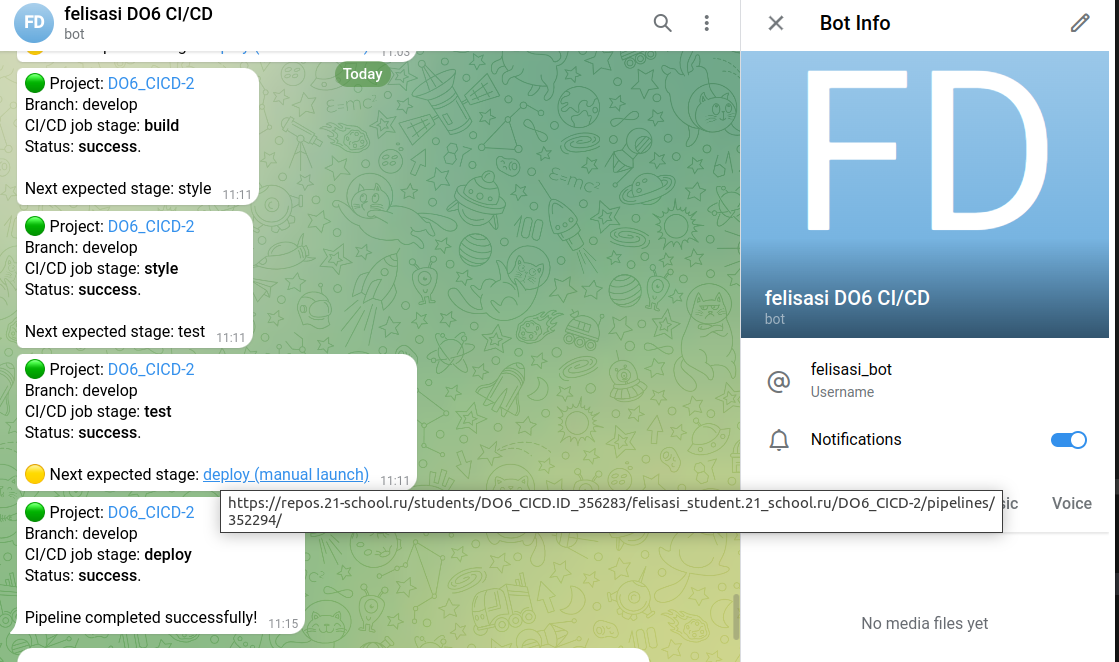 FD
felisasi DO6 CI/CD
bot
11:03
Today
Project: DO6_CICD-2
Branch: develop
CI/CD job stage: build
Status: success.
Next expected stage: style 11:11
Project: DO6_CICD-2
Branch: develop
CI/CD job stage: style
Status: success.
Next expected stage: test 11:11
Project: DO6_CICD-2
Branch: develop
CI/CD job stage: test
Status: success.
Next expected stage: deploy (manual launch) 11:11
https://repos.21-school.ru/students/DO6_CICD.ID_356283/felisasi_student.21_school.ru/DO6_CICD-2/pipelines/
352294/
Project: DO6_CICD-2
Branch: develop
CI/CD job stage: deploy
Status: success.
Pipeline completed successfully! 11:15
Bot Info
FD
felisasi DO6 CI/CD
bot
felisasi_bot
Username
Notifications
Voice
No media files yet